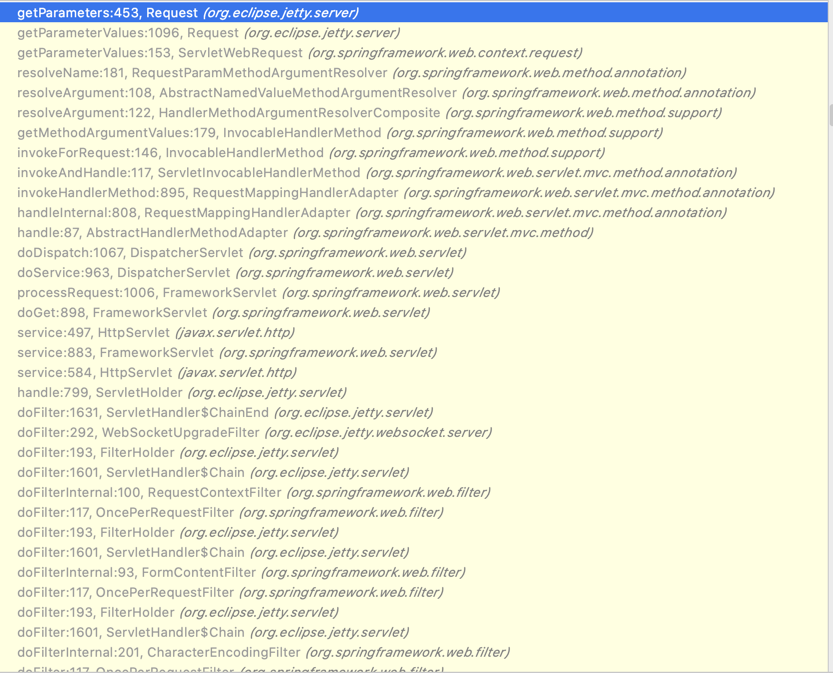 getParameters:453, Request (org.eclipse.jetty.server)
getParameterValues:1096, Request (org.eclipse.jetty.server)
getParameterValues:153, ServletWebRequest (org.springframework.web.context.request)
resolveName:181, RequestParamMethodArgumentResolver (org.springframework.web.method.annotation)
resolveArgument:108, AbstractNamedValueMethodArgumentResolver (org.springframework.web.method.annotation)
resolveArgument:122, HandlerMethodArgumentResolverComposite (org.springframework.web.method.support)
getMethodArgumentValues:179, InvocableHandlerMethod (org.springframework.web.method.support)
invokeForRequest:146, InvocableHandlerMethod (org.springframework.web.method.support)
invokeAndHandle:117, ServletInvocableHandlerMethod (org.springframework.web.servlet.mvc.method.annotation)
invokeHandlerMethod:895, RequestMappingHandlerAdapter (org.springframework.web.servlet.mvc.method.annotation)
handleInternal:808, RequestMappingHandlerAdapter (org.springframework.web.servlet.mvc.method.annotation)
handle:87, AbstractHandlerMethodAdapter (org.springframework.web.servlet.mvc.method)
doDispatch:1067, DispatcherServlet (org.springframework.web.servlet)
doService:963, DispatcherServlet (org.springframework.web.servlet)
processRequest:1006, FrameworkServlet (org.springframework.web.servlet)
doGet:898, FrameworkServlet (org.springframework.web.servlet)
service:497, HttpServlet (javax.servlet.http)
service:883, FrameworkServlet (org.springframework.web.servlet)
service:584, HttpServlet (javax.servlet.http)
handle:799, ServletHolder (org.eclipse.jetty.servlet)
doFilter:1631, ServletHandler$ChainEnd (org.eclipse.jetty.servlet)
doFilter:292, WebSocketUpgradeFilter (org.eclipse.jetty.websocket.server)
doFilter:193, FilterHolder (org.eclipse.jetty.servlet)
doFilter:1601, ServletHandler$Chain (org.eclipse.jetty.servlet)
doFilterInternal:100, RequestContextFilter (org.springframework.web.filter)
doFilter:117, OncePerRequestFilter (org.springframework.web.filter)
doFilter:193, FilterHolder (org.eclipse.jetty.servlet)
doFilter:1601, ServletHandler$Chain (org.eclipse.jetty.servlet)
doFilterInternal:93, FormContentFilter (org.springframework.web.filter)
doFilter:117, OncePerRequestFilter (org.springframework.web.filter)
doFilter:193, FilterHolder (org.eclipse.jetty.servlet)
doFilter:1601, ServletHandler$Chain (org.eclipse.jetty.servlet)
doFilterInternal:201, CharacterEncodingFilter (org.springframework.web.filter)
doFilter:117, OncePerRequestFilter (org.springframework.web.filter)